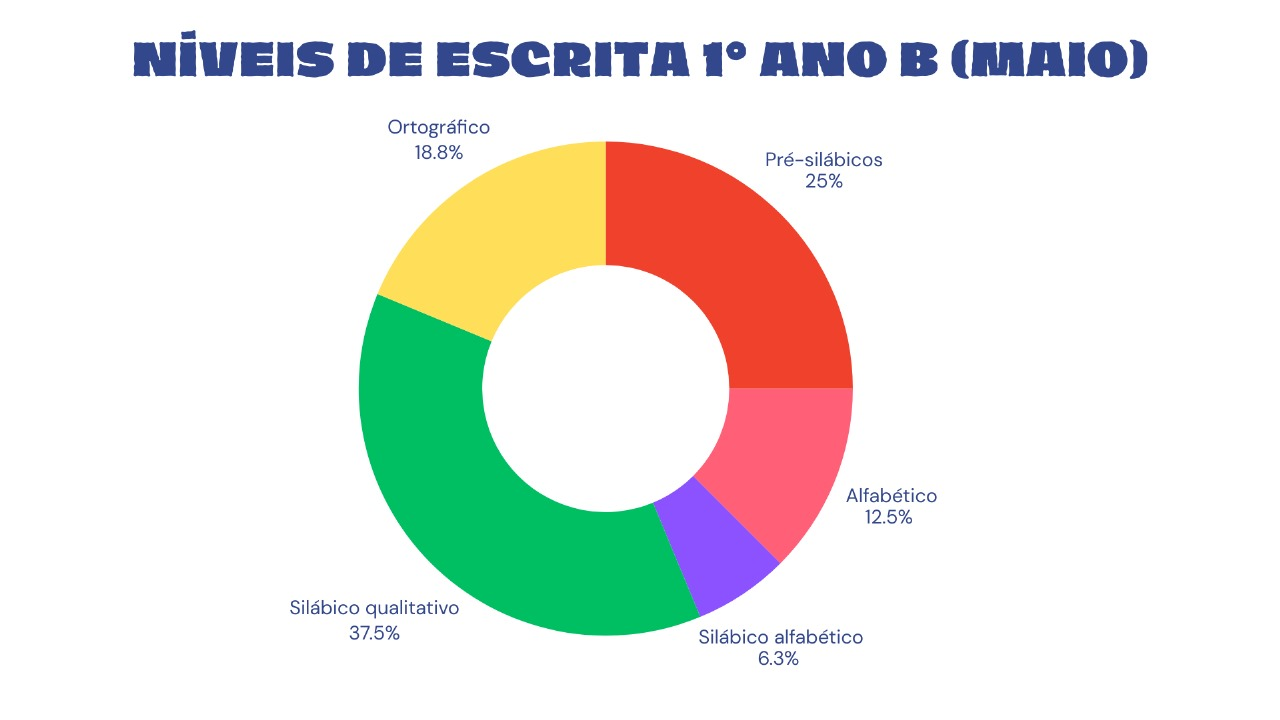 NÍVEIS DE ESCRITA 1º ANO B (MAIO)
Ortográfico
18.8%
Pré-silábicos
25%
Alfabético
12.5%
Silábico qualitativo
37.5%
Silábico alfabético
6.3%